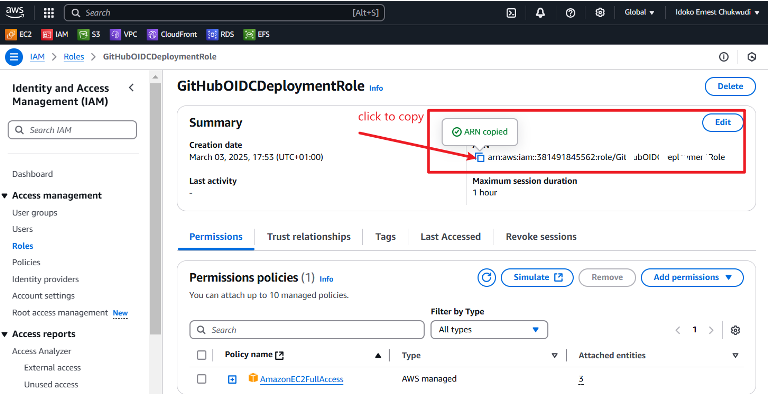 aws
Search [Alt+S] Global Idoko Ernest Chukwudi
EC2 IAM S3 VPC CloudFront RDS EFS
IAM > Roles > GitHubOIDCDeploymentRole
Identity and Access Management (IAM)
Search IAM
Dashboard
Access management
User groups
Users
Roles
Policies
Identity providers
Account settings
Root access management New
Access reports
Access Analyzer
External access
Unused access
GitHubOIDCDeploymentRole Info
Delete
Summary
click to copy
ARN copied
Edit
Creation date
March 03, 2025, 17:53 (UTC+01:00)
arn:aws:iam::381491845562:role/GitHubOIDCDeploymentRole
Last activity
-
Maximum session duration
1 hour
Permissions Trust relationships Tags Last Accessed Revoke sessions
Permissions policies (1) Info
Simulate Remove Add permissions
You can attach up to 10 managed policies.
Filter by Type
Search All types 1
Policy name Type Attached entities
AmazonEC2FullAccess AWS managed 3